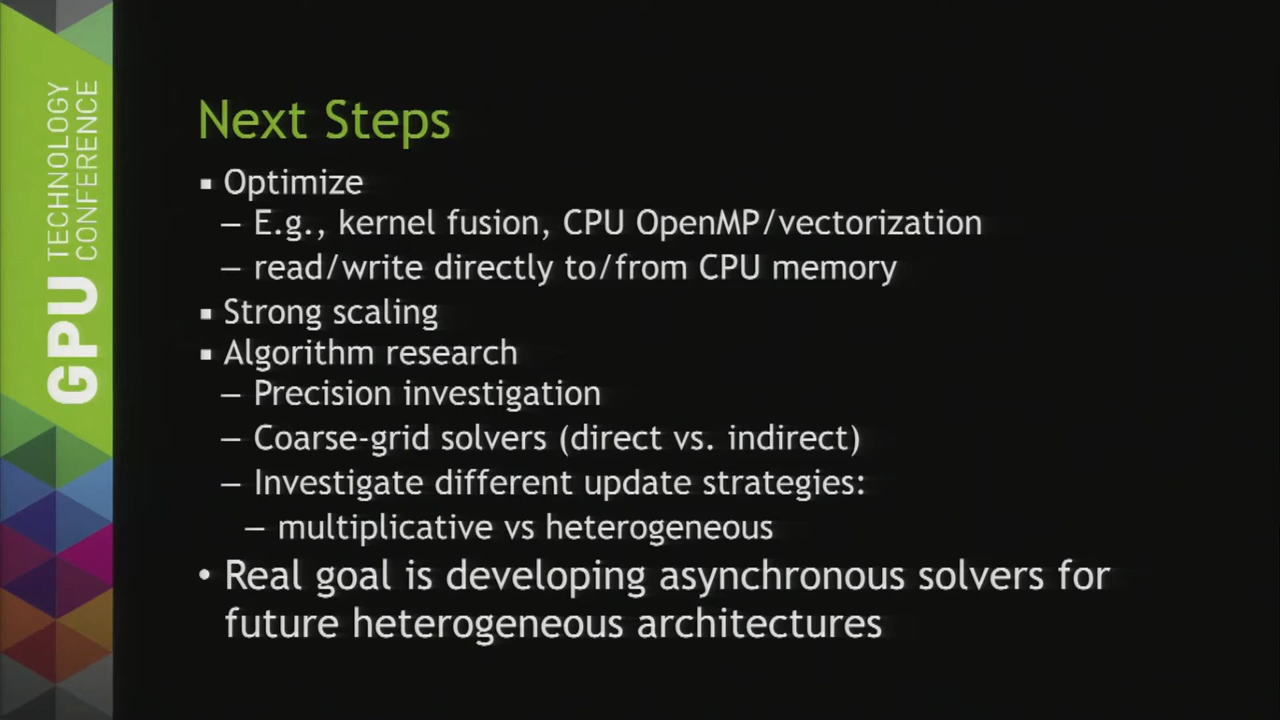 GPU TECHNOLOGY
CONFERENCE
Next Steps
▪ Optimize
– E.g., kernel fusion, CPU OpenMP/vectorization
– read/write directly to/from CPU memory
▪ Strong scaling
▪ Algorithm research
– Precision investigation
– Coarse-grid solvers (direct vs. indirect)
– Investigate different update strategies:
– multiplicative vs heterogeneous
• Real goal is developing asynchronous solvers for
future heterogeneous architectures